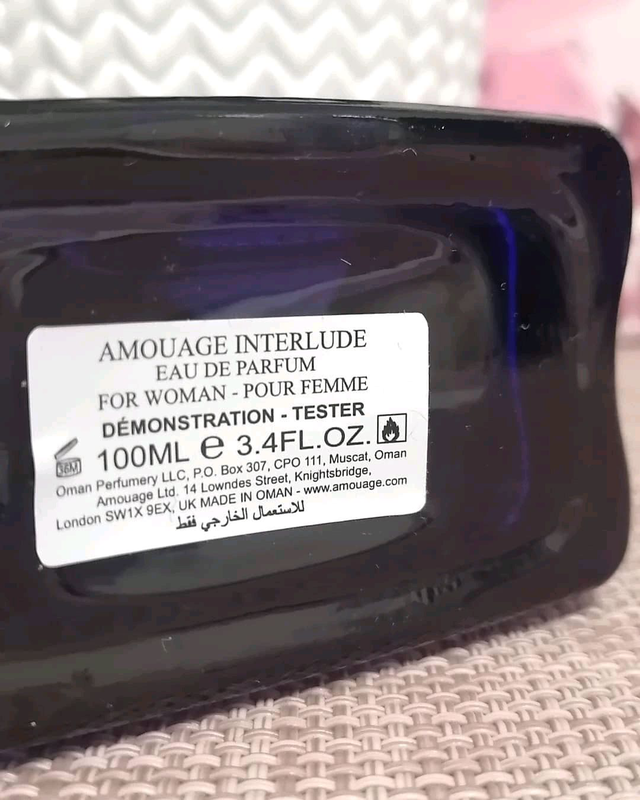 AMOUAGE INTERLUDE
EAU DE PARFUM
FOR WOMAN - POUR FEMME
DÉMONSTRATION - TESTER
36M 100ML e 3.4FL.OZ.
Oman Perfumery LLC, P.O. Box 307, CPO 111, Muscat, Oman
Amouage Ltd. 14 Lowndes Street, Knightsbridge,
London SW1X 9EX, UK MADE IN OMAN - www.amouage.com
للاستعمال الخارجي فقط